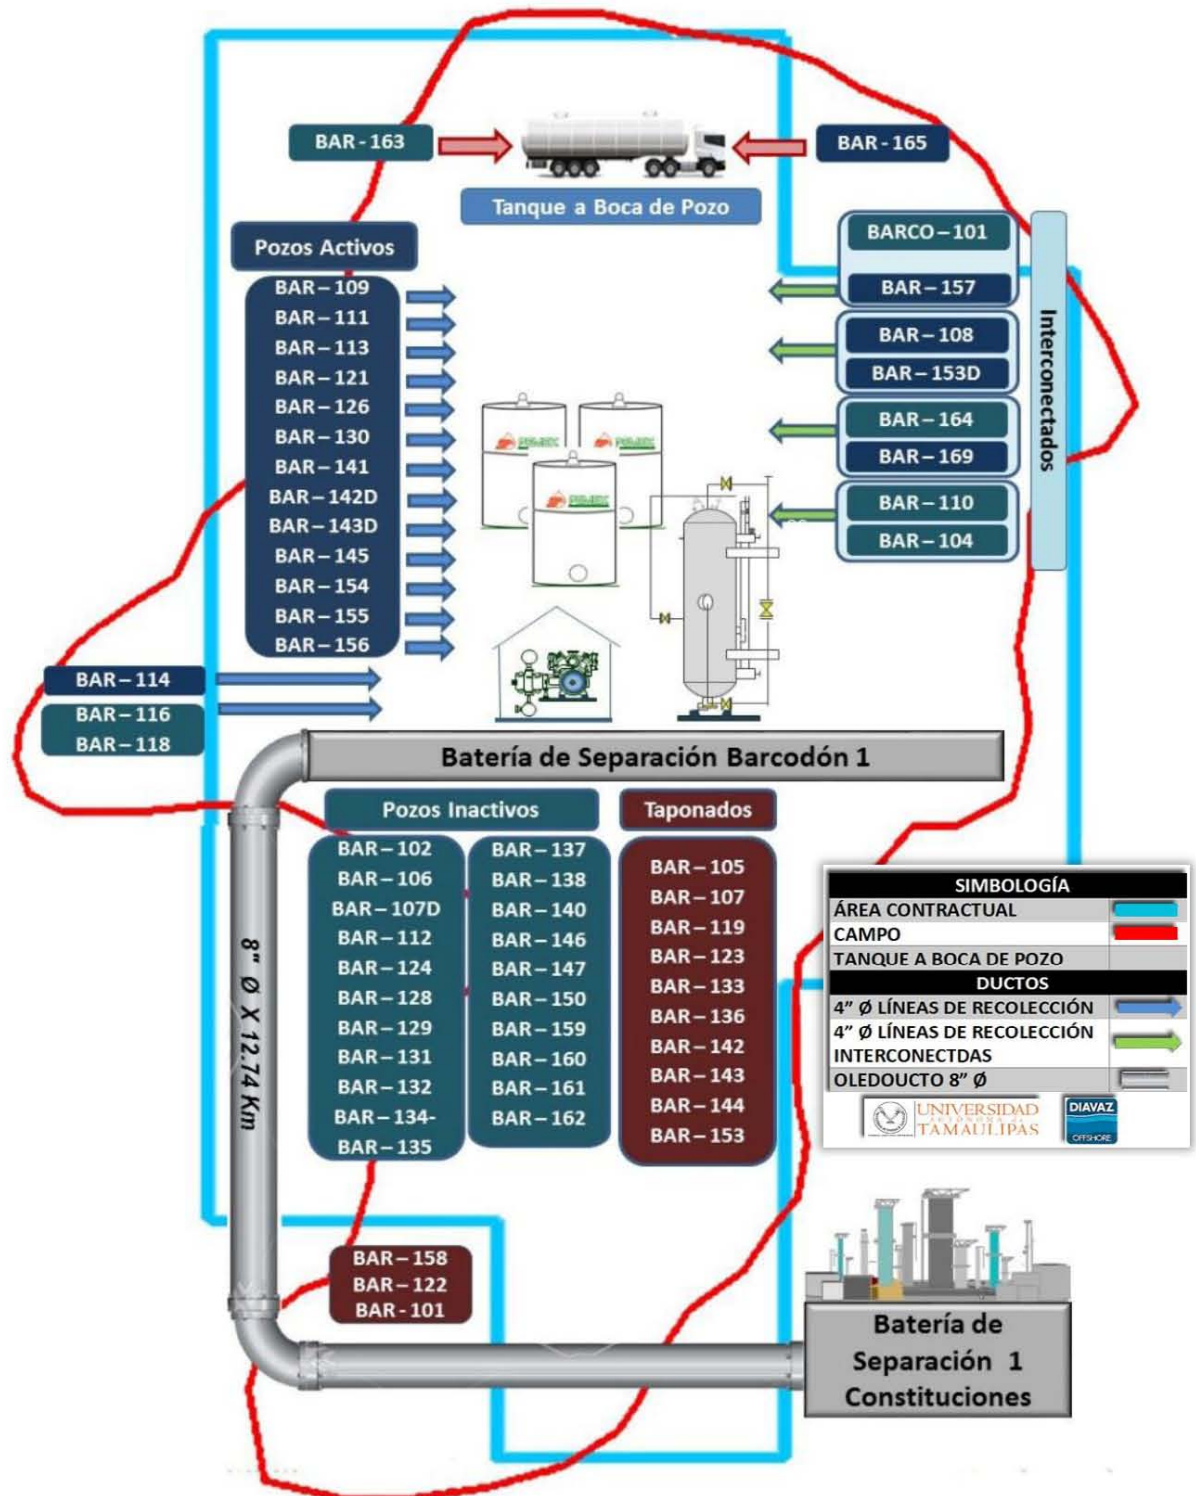 BAR - 163
BAR - 165
Tanque a Boca de Pozo
Pozos Activos
BAR – 109
BAR – 111
BAR – 113
BAR – 121
BAR – 126
BAR – 130
BAR – 141
BAR – 142D
BAR – 143D
BAR – 145
BAR – 154
BAR – 155
BAR – 156
BARCO – 101
BAR – 157
BAR – 108
BAR – 153D
BAR – 164
BAR – 169
BAR – 110
BAR – 104
Interconectados
PEMEX
PEMEX
PEMEX
BAR – 114
BAR – 116
BAR – 118
Batería de Separación Barcodón 1
8" Ø X 12.74 Km
Pozos Inactivos
BAR – 102
BAR – 106
BAR – 107D
BAR – 112
BAR – 124
BAR – 128
BAR – 129
BAR – 131
BAR – 132
BAR – 134-
BAR – 135
BAR – 137
BAR – 138
BAR – 140
BAR – 146
BAR – 147
BAR – 150
BAR – 159
BAR – 160
BAR – 161
BAR – 162
Taponados
BAR – 105
BAR – 107
BAR – 119
BAR – 123
BAR – 133
BAR – 136
BAR – 142
BAR – 143
BAR – 144
BAR – 153
SIMBOLOGÍA
ÁREA CONTRACTUAL
CAMPO
TANQUE A BOCA DE POZO
DUCTOS
4" Ø LÍNEAS DE RECOLECCIÓN
4" Ø LÍNEAS DE RECOLECCIÓN
INTERCONECTDAS
OLEDOUCTO 8" Ø
UNIVERSIDAD
AUTÓNOMA de
TAMAULIPAS
DIAVAZ
OFFSHORE
BAR – 158
BAR – 122
BAR - 101
Batería de
Separación 1
Constituciones